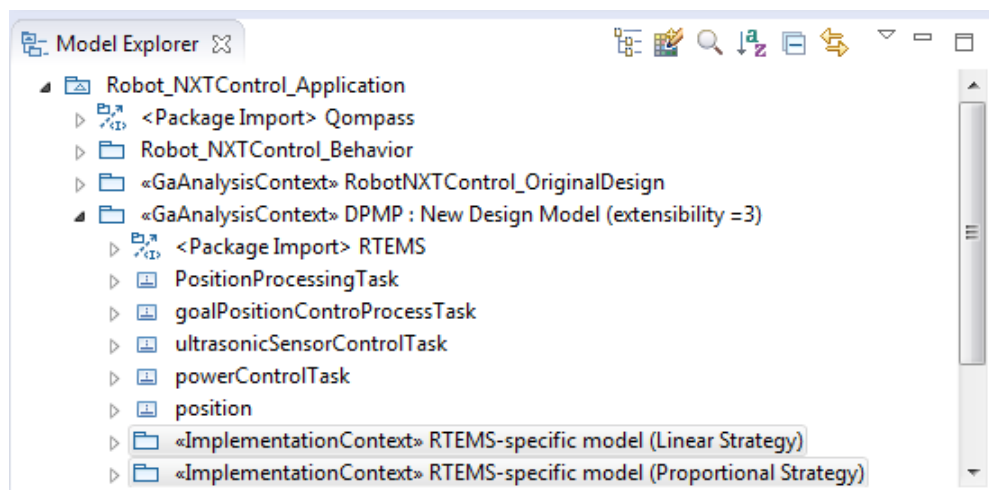 Model Explorer
Robot_NXTControl_Application
<Package Import> Qompass
Robot_NXTControl_Behavior
«GaAnalysisContext» RobotNXTControl_OriginalDesign
«GaAnalysisContext» DPMP : New Design Model (extensibility =3)
<Package Import> RTEMS
PositionProcessingTask
goalPositionControProcessTask
ultrasonicSensorControlTask
powerControlTask
position
«ImplementationContext» RTEMS-specific model (Linear Strategy)
«ImplementationContext» RTEMS-specific model (Proportional Strategy)